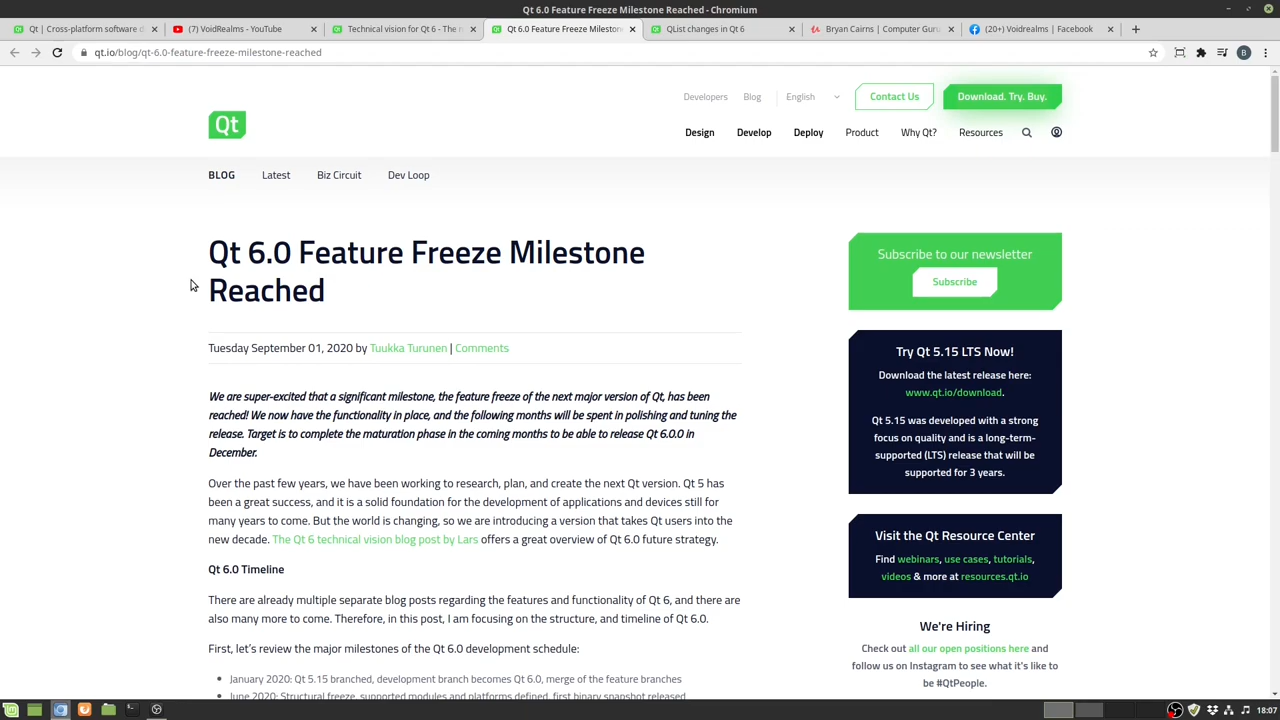 Qt 6.0 Feature Freeze Milestone Reached - Chromium
Qt | Cross-platform software d
(7) VoidRealms - YouTube
Technical vision for Qt 6 - The n
Qt 6.0 Feature Freeze Milestone
QList changes in Qt 6
Bryan Cairns | Computer Guru
(20+) Voidrealms | Facebook
qt.io/blog/qt-6.0-feature-freeze-milestone-reached
B
Developers Blog English Contact Us Download. Try. Buy.
Qt
Design Develop Deploy Product Why Qt? Resources
BLOG Latest Biz Circuit Dev Loop
Qt 6.0 Feature Freeze Milestone
Reached
Tuesday September 01, 2020 by Tuukka Turunen | Comments
We are super-excited that a significant milestone, the feature freeze of the next major version of Qt, has been
reached! We now have the functionality in place, and the following months will be spent in polishing and tuning the
release. Target is to complete the maturation phase in the coming months to be able to release Qt 6.0.0 in
December.
Over the past few years, we have been working to research, plan, and create the next Qt version. Qt 5 has
been a great success, and it is a solid foundation for the development of applications and devices still for
many years to come. But the world is changing, so we are introducing a version that takes Qt users into the
new decade. The Qt 6 technical vision blog post by Lars offers a great overview of Qt 6.0 future strategy.
Qt 6.0 Timeline
There are already multiple separate blog posts regarding the features and functionality of Qt 6, and there are
also many more to come. Therefore, in this post, I am focusing on the structure, and timeline of Qt 6.0.
First, let's review the major milestones of the Qt 6.0 development schedule:
January 2020: Qt 5.15 branched, development branch becomes Qt 6.0, merge of the feature branches
June 2020: Structural freeze, supported modules and platforms defined, first binary snapshot released
Subscribe to our newsletter
Subscribe
Try Qt 5.15 LTS Now!
Download the latest release here:
www.qt.io/download.
Qt 5.15 was developed with a strong
focus on quality and is a long-term-
supported (LTS) release that will be
supported for 3 years.
Visit the Qt Resource Center
Find webinars, use cases, tutorials,
videos & more at resources.qt.io
We're Hiring
Check out all our open positions here and
follow us on Instagram to see what it's like to
be #QtPeople.
18:07